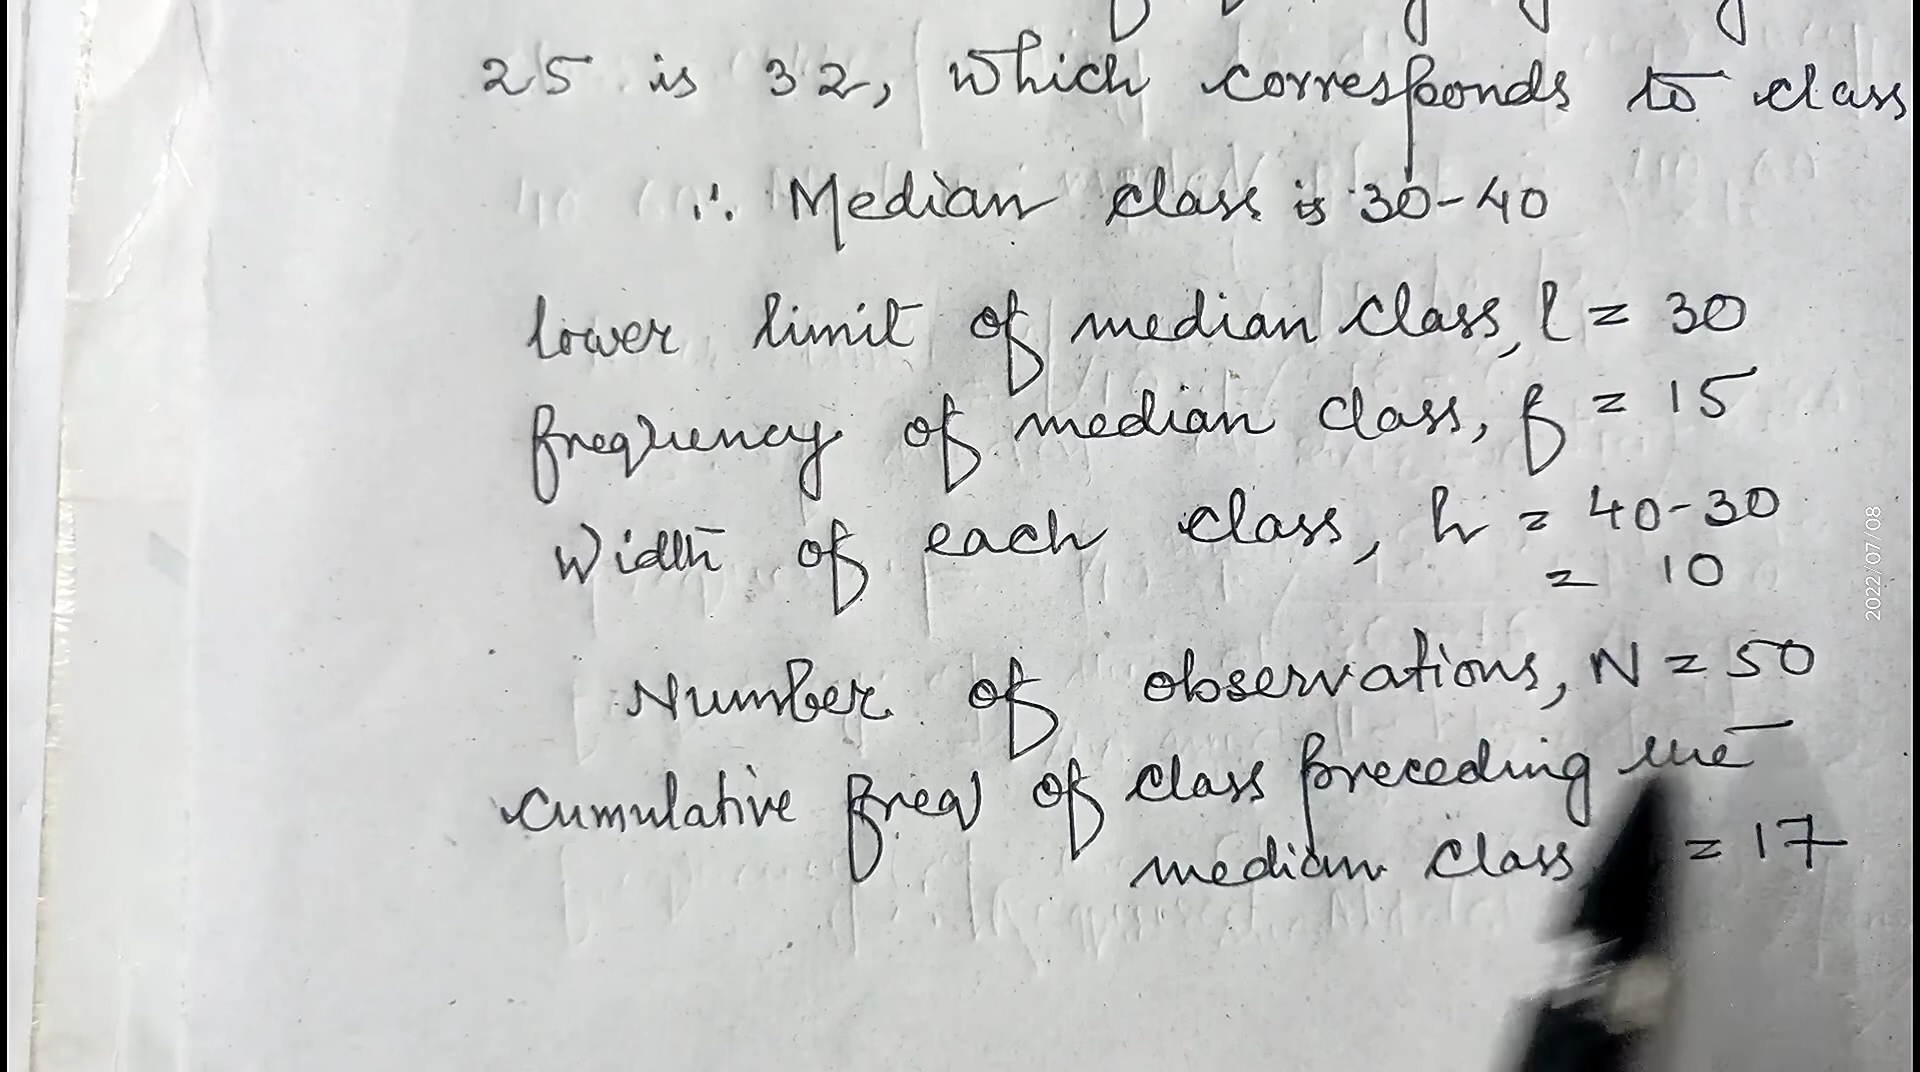 25 is 32, which corresponds to class
∴ Median class is 30-40
lower limit of median class, l = 30
frequency of median class, f = 15
Width of each class, h = 40-30
= 10
Number of observations, N = 50
cumulative freq of class preceding the
median class = 17
2022/07/08